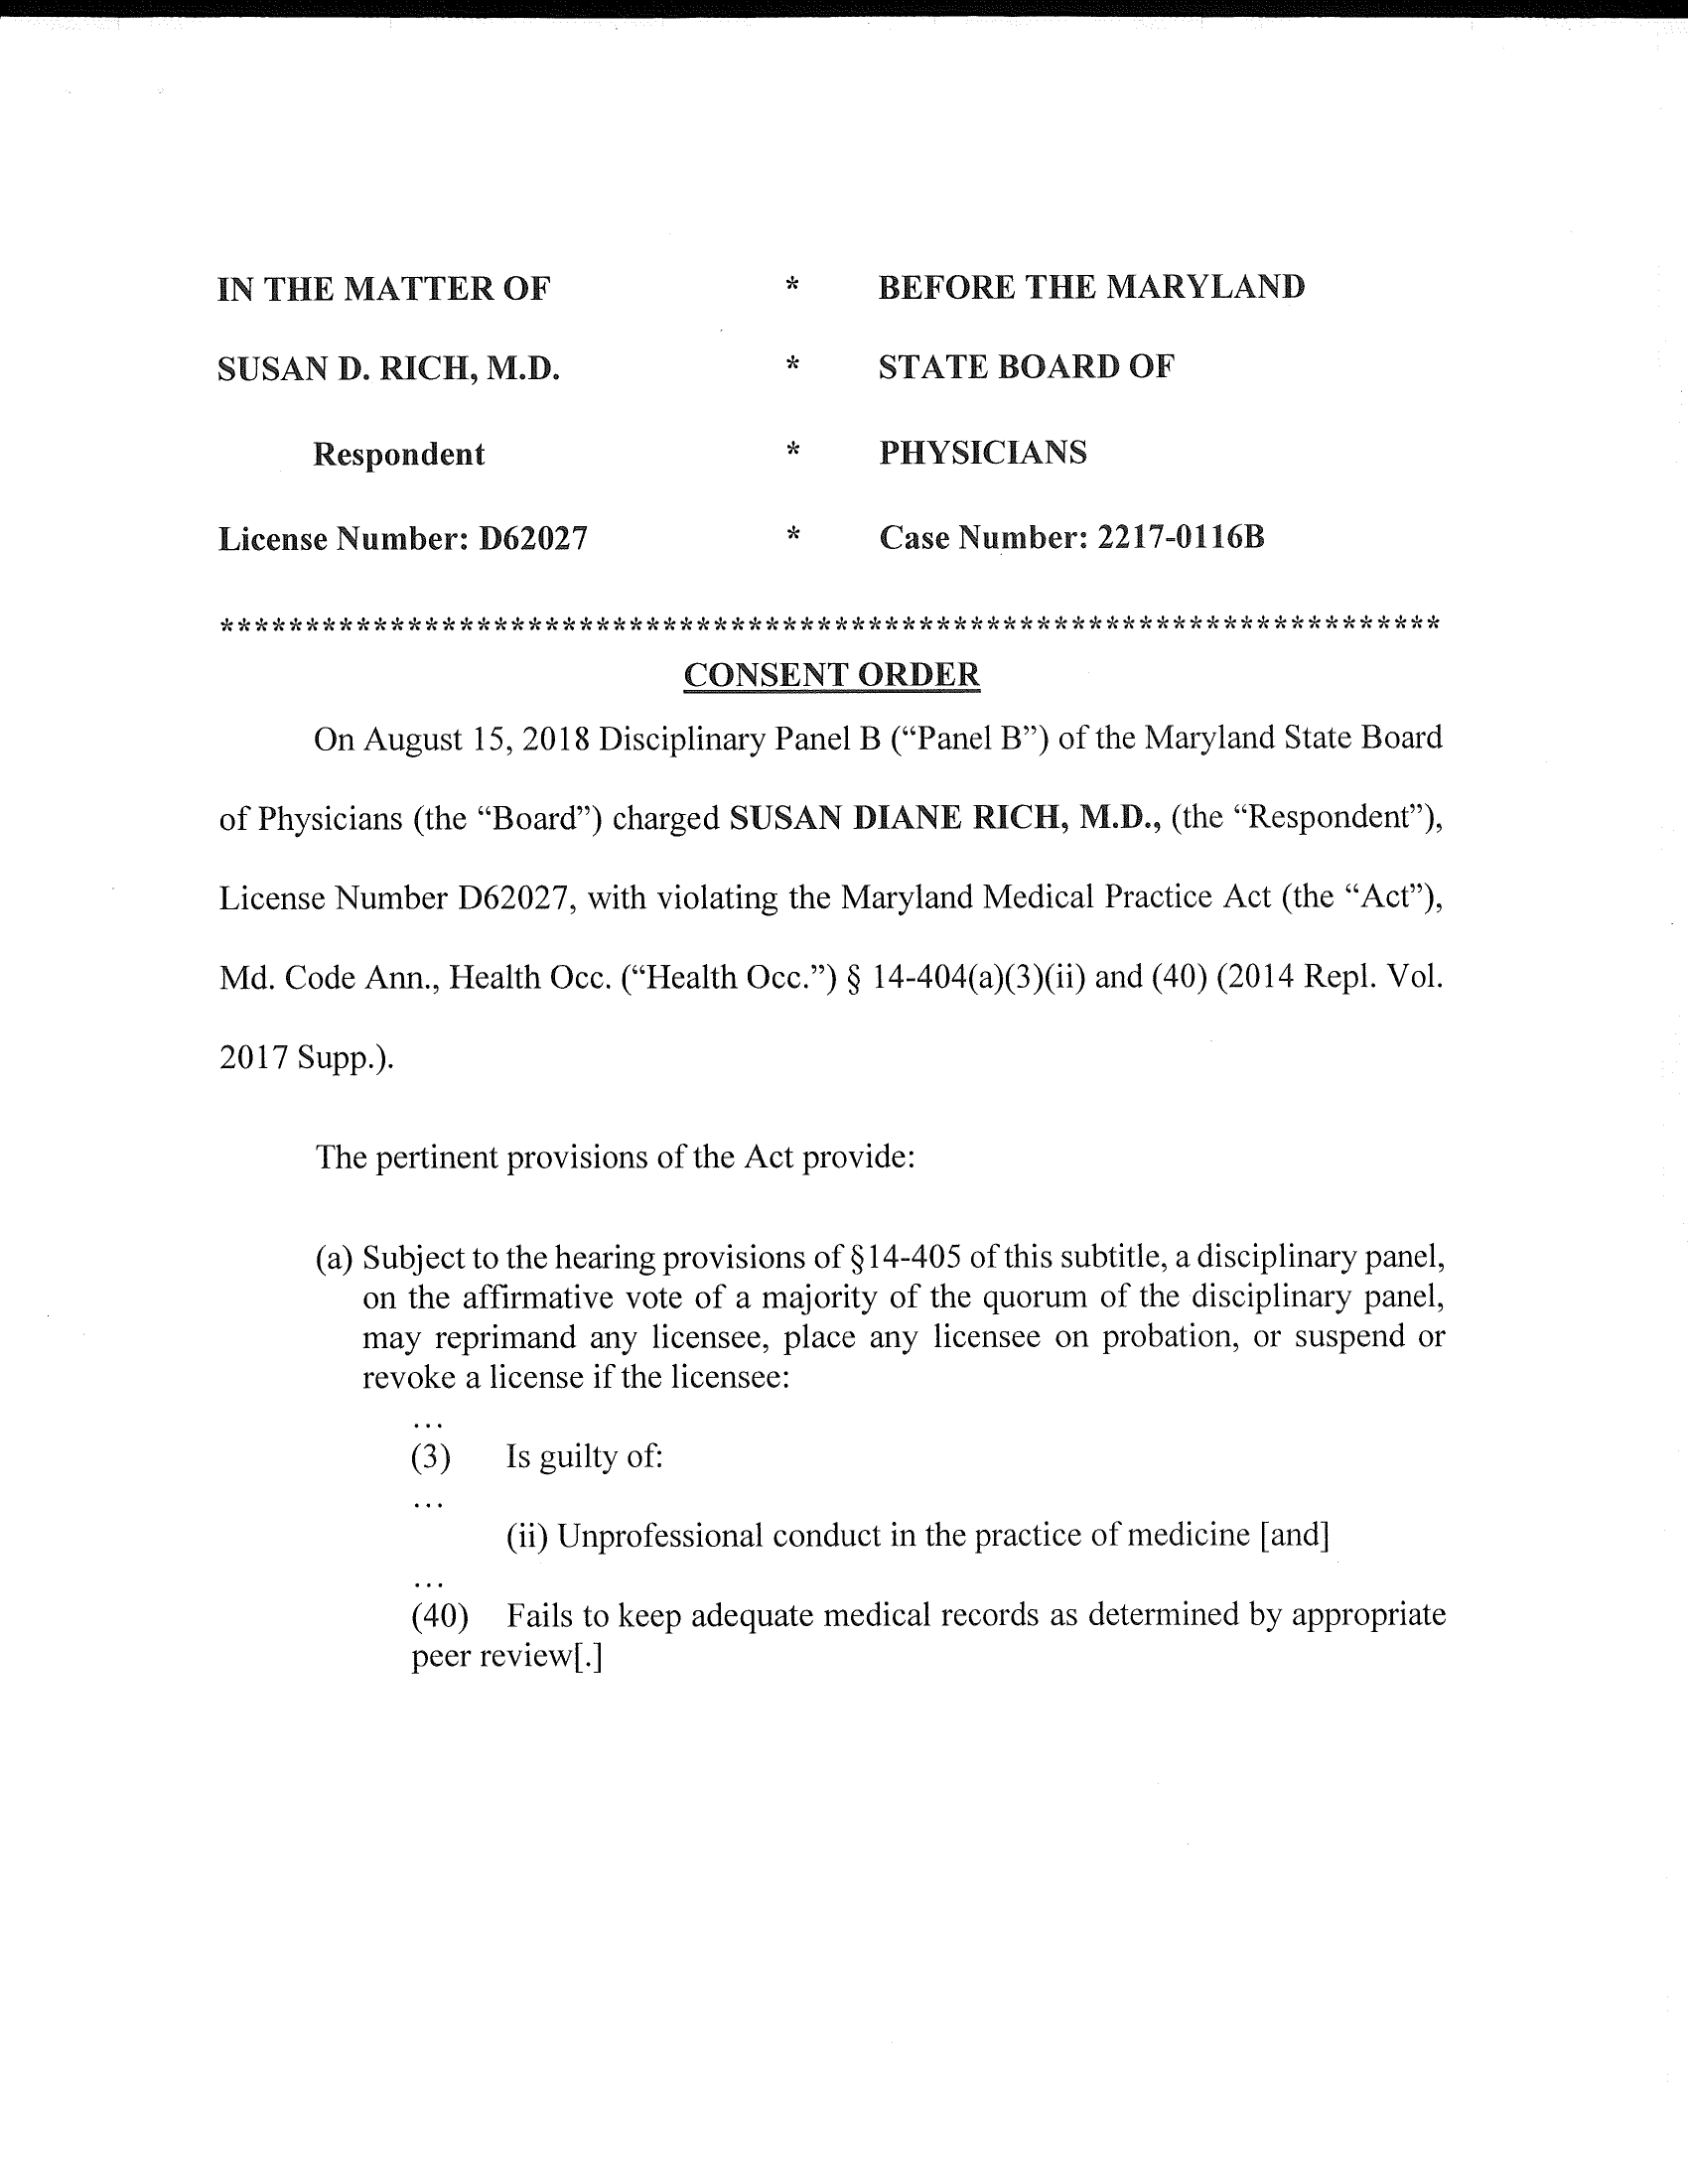 IN THE MATTER OF * BEFORE THE MARYLAND
SUSAN D. RICH, M.D. * STATE BOARD OF
Respondent * PHYSICIANS
License Number: D62027 * Case Number: 2217-0116B
************************************************************************
CONSENT ORDER
On August 15, 2018 Disciplinary Panel B (“Panel B”) of the Maryland State Board
of Physicians (the “Board”) charged SUSAN DIANE RICH, M.D., (the “Respondent”),
License Number D62027, with violating the Maryland Medical Practice Act (the “Act”),
Md. Code Ann., Health Occ. (“Health Occ.”) § 14-404(a)(3)(ii) and (40) (2014 Repl. Vol.
2017 Supp.).
The pertinent provisions of the Act provide:
(a) Subject to the hearing provisions of §14-405 of this subtitle, a disciplinary panel,
on the affirmative vote of a majority of the quorum of the disciplinary panel,
may reprimand any licensee, place any licensee on probation, or suspend or
revoke a license if the licensee:
...
(3) Is guilty of:
...
(ii) Unprofessional conduct in the practice of medicine [and]
...
(40) Fails to keep adequate medical records as determined by appropriate
peer review[.]